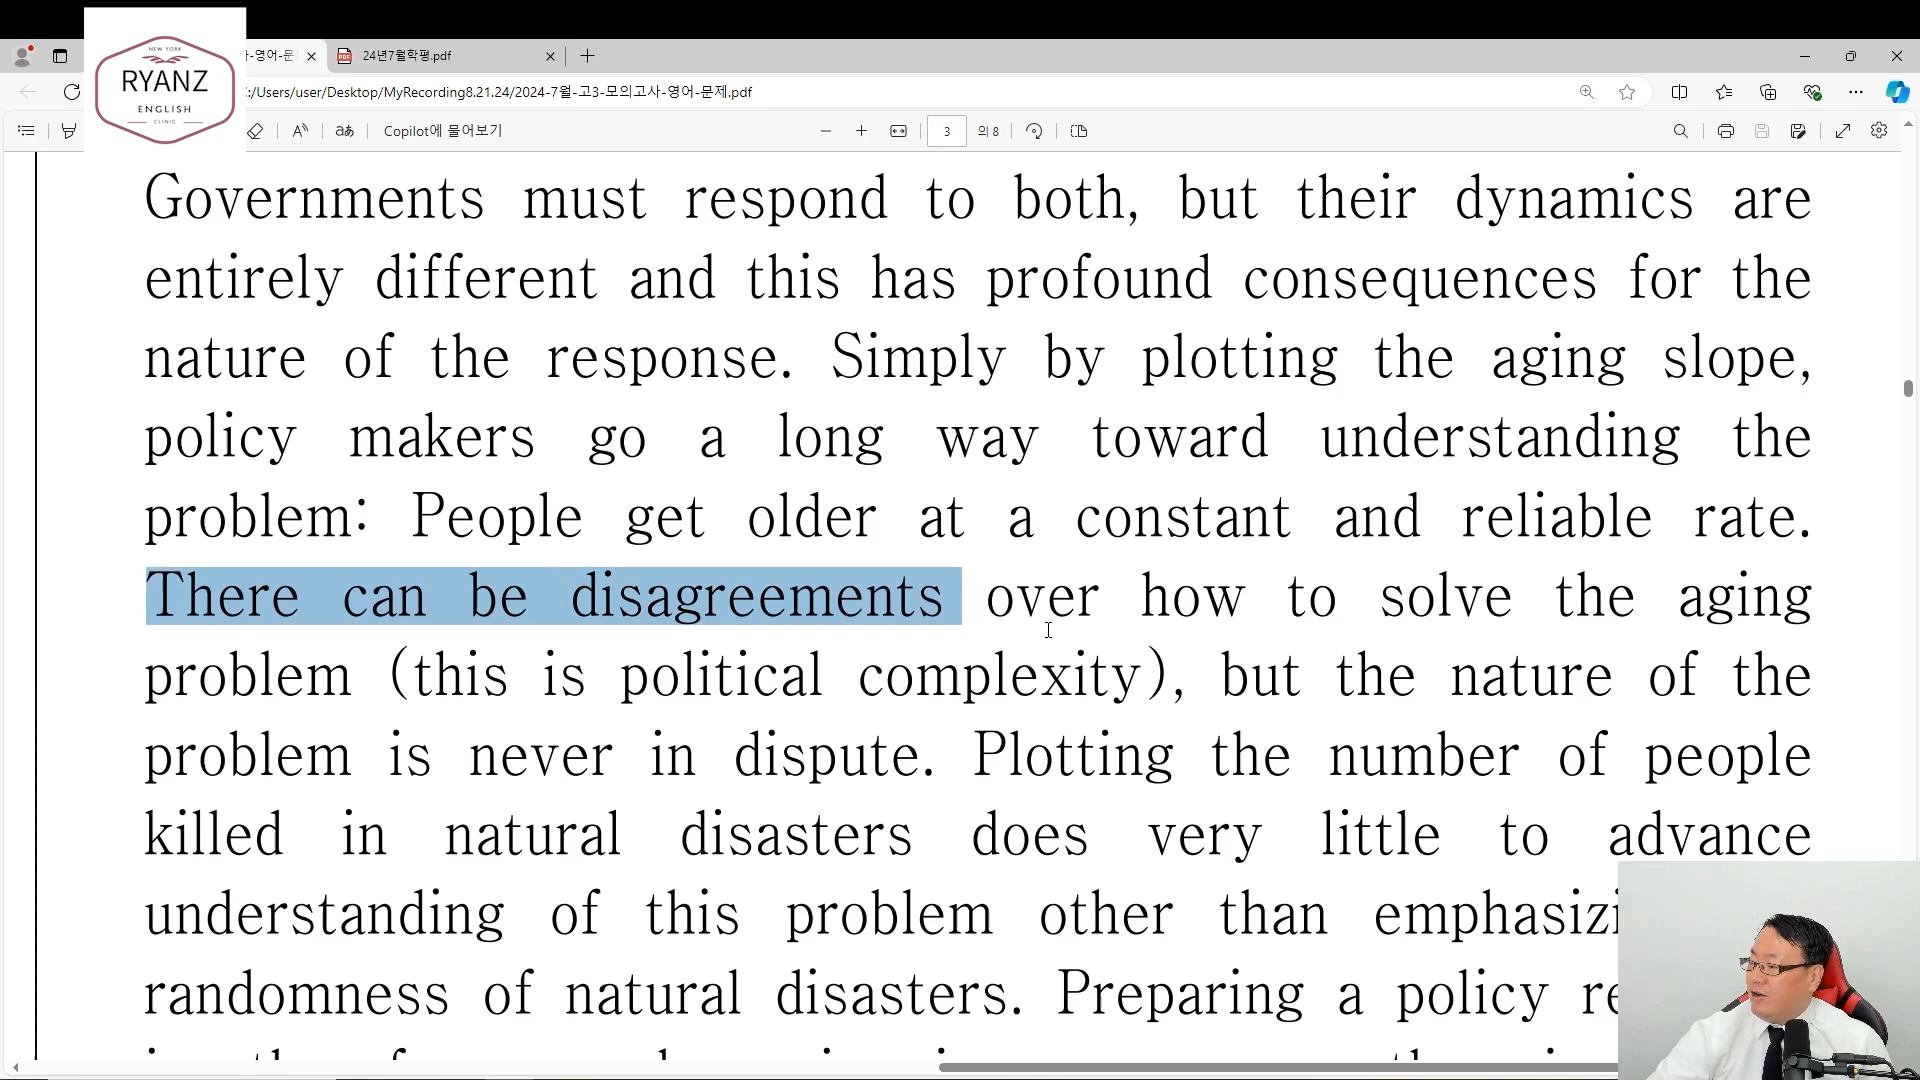 NEW YORK
RYANZ
ENGLISH
CLINIC
-영어-문
24년7월학평.pdf
:/Users/user/Desktop/MyRecording8.21.24/2024-7월-고3-모의고사-영어-문제.pdf
Copilot에 물어보기
3 의 8
Governments must respond to both, but their dynamics are
entirely different and this has profound consequences for the
nature of the response. Simply by plotting the aging slope,
policy makers go a long way toward understanding the
problem: People get older at a constant and reliable rate.
There can be disagreements over how to solve the aging
problem (this is political complexity), but the nature of the
problem is never in dispute. Plotting the number of people
killed in natural disasters does very little to advance
understanding of this problem other than emphasizi
randomness of natural disasters. Preparing a policy re